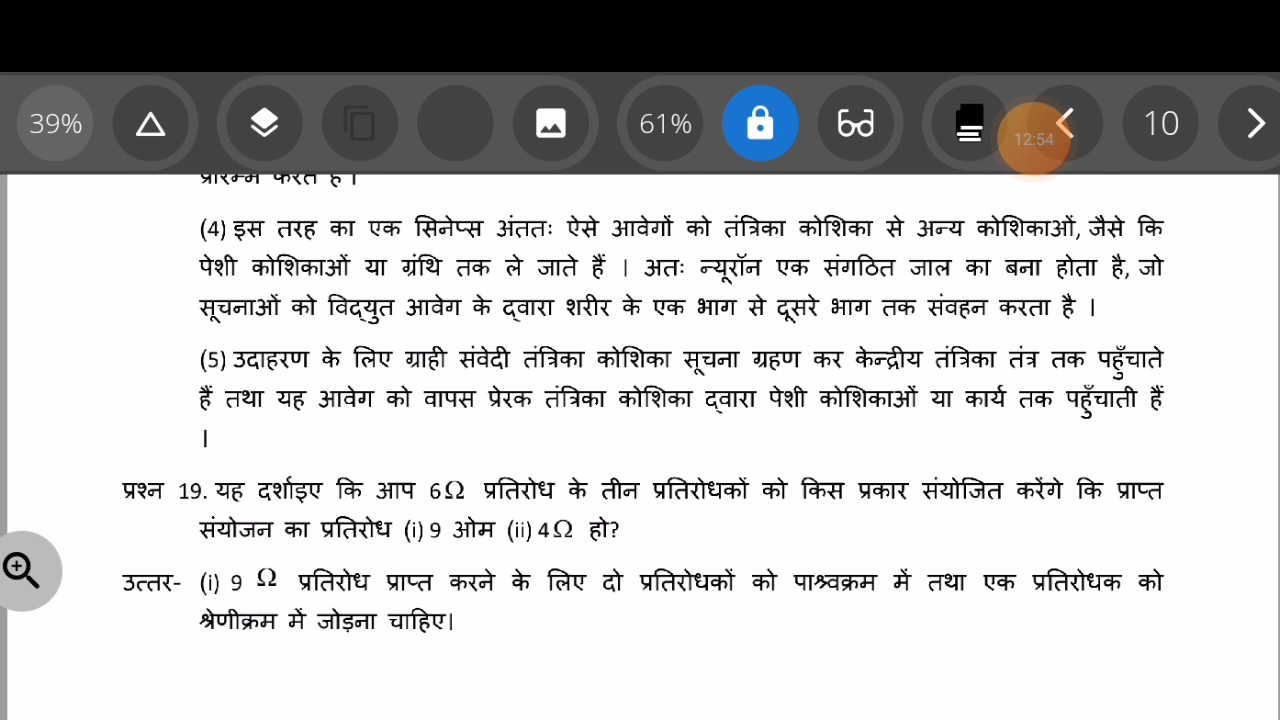 39%
61%
12:54
10
प्रारम्भ करते हैं ।
(4) इस तरह का एक सिनेप्स अंततः ऐसे आवेगों को तंत्रिका कोशिका से अन्य कोशिकाओं, जैसे कि
पेशी कोशिकाओं या ग्रंथि तक ले जाते हैं । अतः न्यूरॉन एक संगठित जाल का बना होता है, जो
सूचनाओं को विद्युत आवेग के द्वारा शरीर के एक भाग से दूसरे भाग तक संवहन करता है ।
(5) उदाहरण के लिए ग्राही संवेदी तंत्रिका कोशिका सूचना ग्रहण कर केन्द्रीय तंत्रिका तंत्र तक पहुँचाते
हैं तथा यह आवेग को वापस प्रेरक तंत्रिका कोशिका द्वारा पेशी कोशिकाओं या कार्य तक पहुँचाती हैं
।
प्रश्न 19. यह दर्शाइए कि आप 6Ω प्रतिरोध के तीन प्रतिरोधकों को किस प्रकार संयोजित करेंगे कि प्राप्त
संयोजन का प्रतिरोध (i) 9 ओम (ii) 4Ω हो?
उत्तर- (i) 9 Ω प्रतिरोध प्राप्त करने के लिए दो प्रतिरोधकों को पार्श्वक्रम में तथा एक प्रतिरोधक को
श्रेणीक्रम में जोड़ना चाहिए।